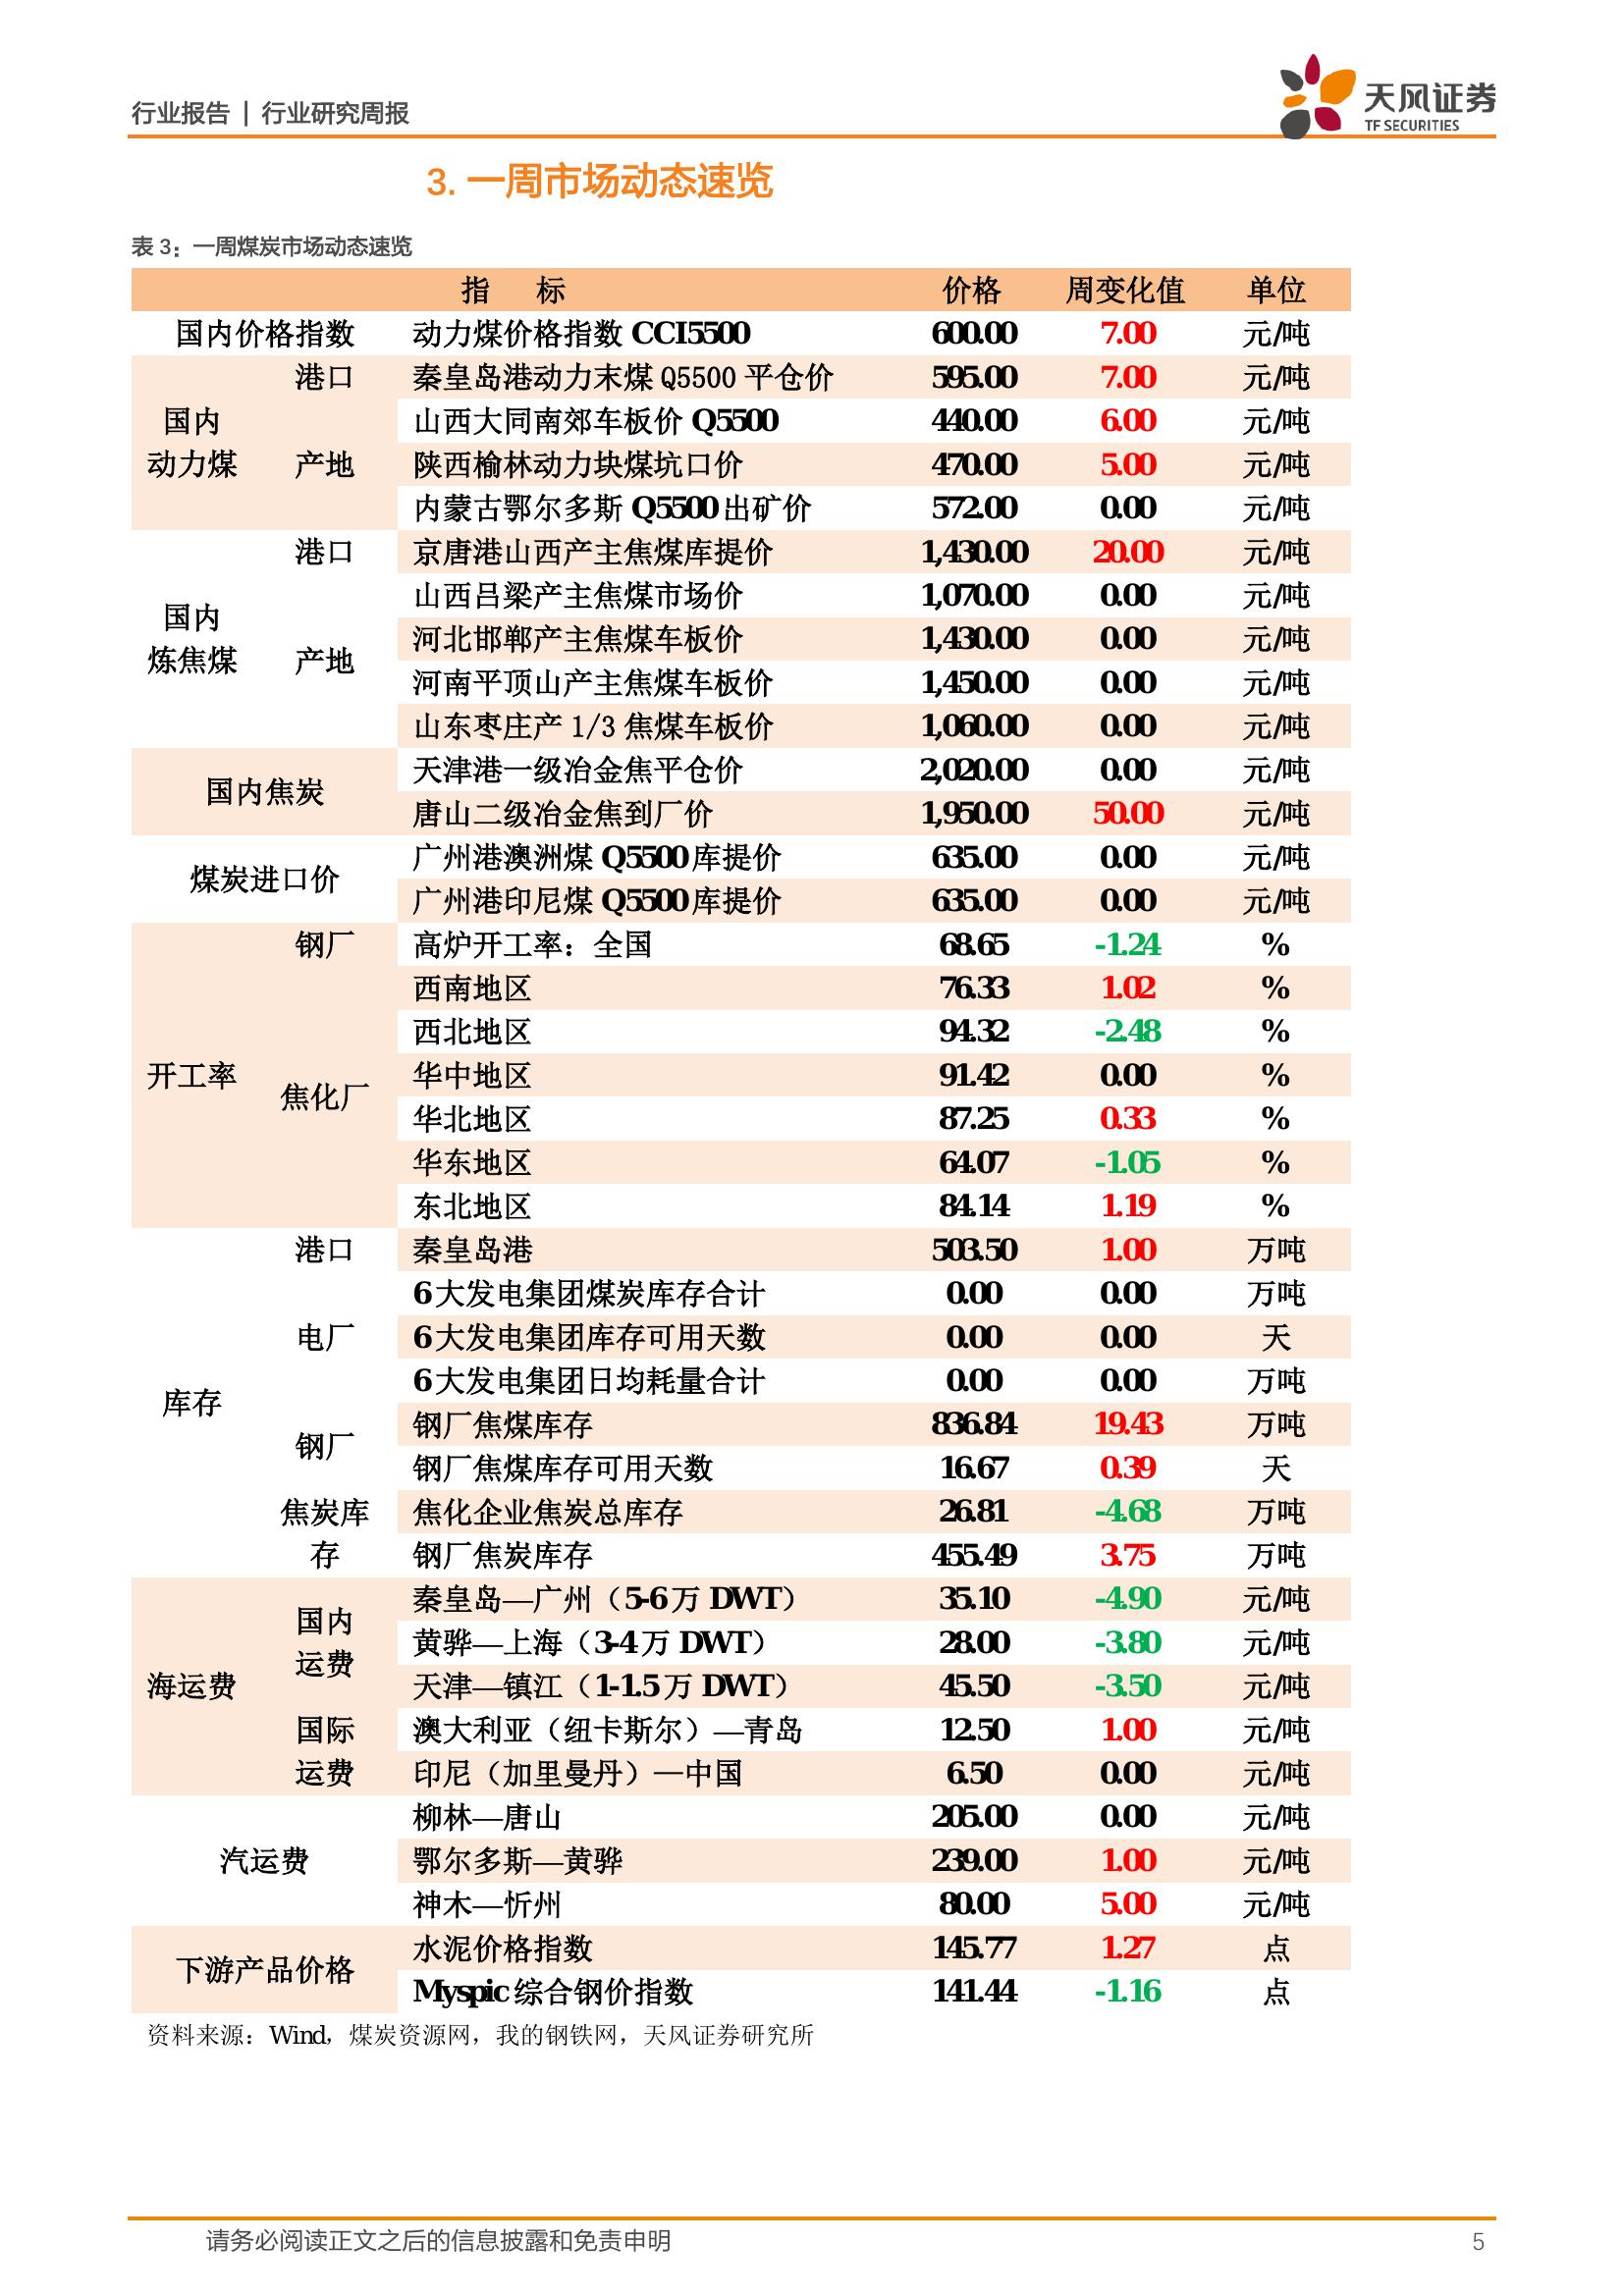 行业报告 | 行业研究周报
天风证券
TF SECURITIES
3. 一周市场动态速览
表 3：一周煤炭市场动态速览
指 标 价格 周变化值 单位
国内价格指数 动力煤价格指数 CCI5500 600.00 7.00 元/吨
国内动力煤 港口 秦皇岛港动力末煤 Q5500 平仓价 595.00 7.00 元/吨
产地 山西大同南郊车板价 Q5500 440.00 6.00 元/吨
陕西榆林动力块煤坑口价 470.00 5.00 元/吨
内蒙古鄂尔多斯 Q5500 出矿价 572.00 0.00 元/吨
国内炼焦煤 港口 京唐港山西产主焦煤库提价 1,430.00 20.00 元/吨
产地 山西吕梁产主焦煤市场价 1,070.00 0.00 元/吨
河北邯郸产主焦煤车板价 1,430.00 0.00 元/吨
河南平顶山产主焦煤车板价 1,450.00 0.00 元/吨
山东枣庄产 1/3 焦煤车板价 1,060.00 0.00 元/吨
国内焦炭 天津港一级冶金焦平仓价 2,020.00 0.00 元/吨
唐山二级冶金焦到厂价 1,950.00 50.00 元/吨
煤炭进口价 广州港澳洲煤 Q5500 库提价 635.00 0.00 元/吨
广州港印尼煤 Q5500 库提价 635.00 0.00 元/吨
开工率 钢厂 高炉开工率：全国 68.65 -1.24 %
焦化厂 西南地区 76.33 1.02 %
西北地区 94.32 -2.48 %
华中地区 91.42 0.00 %
华北地区 87.25 0.33 %
华东地区 64.07 -1.05 %
东北地区 84.14 1.19 %
库存 港口 秦皇岛港 503.50 1.00 万吨
电厂 6 大发电集团煤炭库存合计 0.00 0.00 万吨
6 大发电集团库存可用天数 0.00 0.00 天
6 大发电集团日均耗量合计 0.00 0.00 万吨
钢厂 钢厂焦煤库存 836.84 19.43 万吨
钢厂焦煤库存可用天数 16.67 0.39 天
焦炭库存 焦化企业焦炭总库存 26.81 -4.68 万吨
钢厂焦炭库存 455.49 3.75 万吨
海运费 国内运费 秦皇岛—广州（5-6 万 DWT） 35.10 -4.90 元/吨
黄骅—上海（3-4 万 DWT） 28.00 -3.80 元/吨
天津—镇江（1-1.5 万 DWT） 45.50 -3.50 元/吨
国际运费 澳大利亚（纽卡斯尔）—青岛 12.50 1.00 元/吨
印尼（加里曼丹）—中国 6.50 0.00 元/吨
汽运费 柳林—唐山 205.00 0.00 元/吨
鄂尔多斯—黄骅 239.00 1.00 元/吨
神木—忻州 80.00 5.00 元/吨
下游产品价格 水泥价格指数 145.77 1.27 点
Myspic 综合钢价指数 141.44 -1.16 点
资料来源：Wind，煤炭资源网，我的钢铁网，天风证券研究所
请务必阅读正文之后的信息披露和免责申明 5